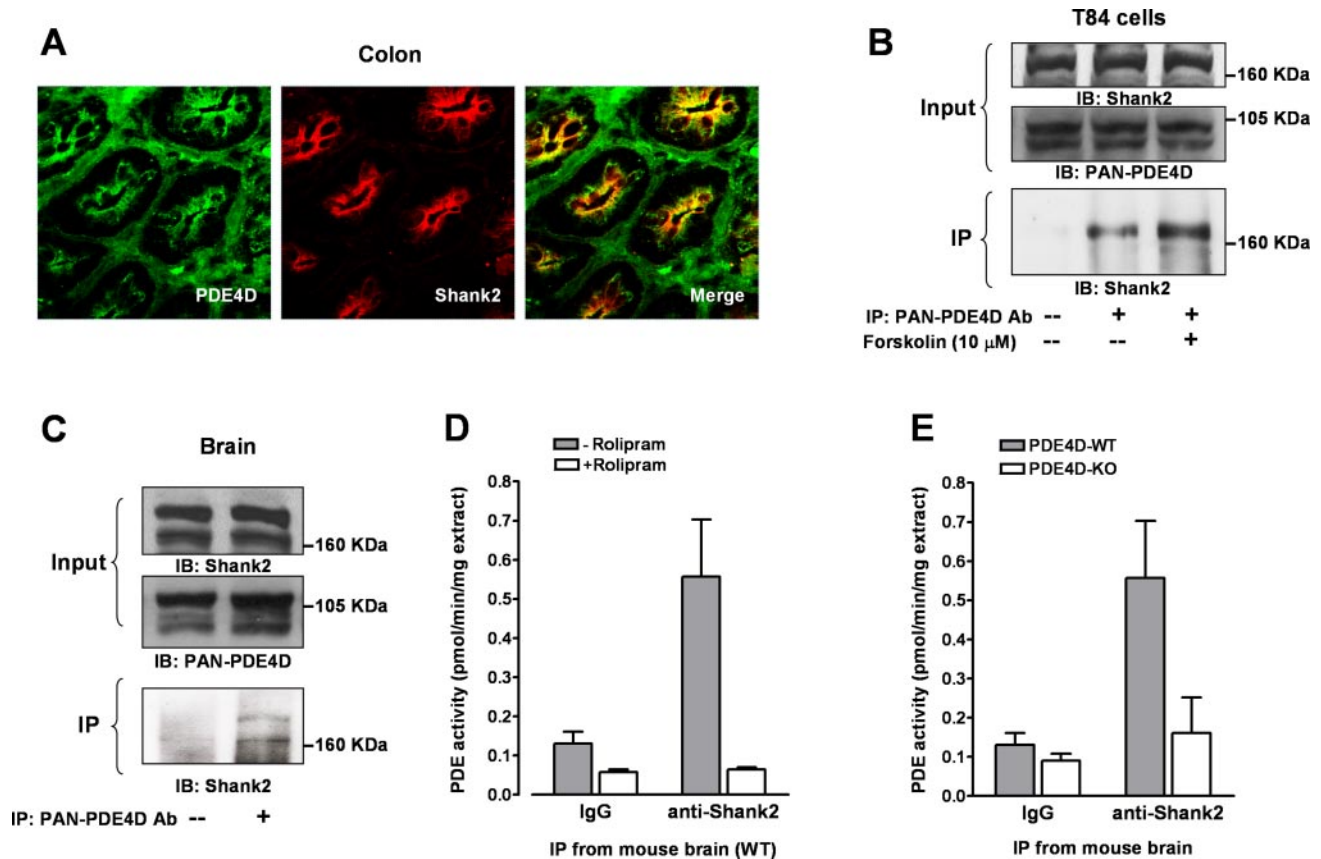 A
Colon
PDE4D
Shank2
Merge
B
T84 cells
Input
160 KDa
IB: Shank2
105 KDa
IB: PAN-PDE4D
IP
160 KDa
IB: Shank2
IP: PAN-PDE4D Ab -- + +
Forskolin (10 µM) -- -- +
C
Brain
Input
160 KDa
IB: Shank2
105 KDa
IB: PAN-PDE4D
IP
160 KDa
IB: Shank2
IP: PAN-PDE4D Ab -- +
D
- Rolipram
+Rolipram
PDE activity (pmol/min/mg extract)
0.8
0.7
0.6
0.5
0.4
0.3
0.2
0.1
0.0
IgG anti-Shank2
IP from mouse brain (WT)
E
PDE4D-WT
PDE4D-KO
PDE activity (pmol/min/mg extract)
0.8
0.7
0.6
0.5
0.4
0.3
0.2
0.1
0.0
IgG anti-Shank2
IP from mouse brain